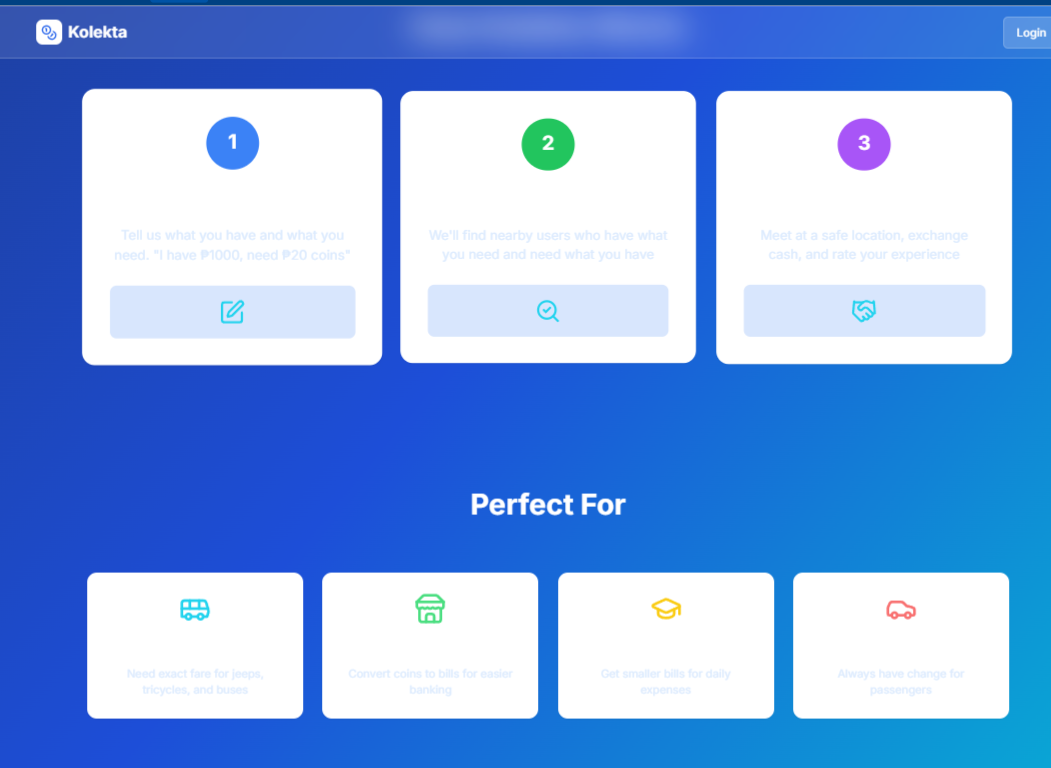 Kolekta
Login
1
2
3
Tell us what you have and what you
need. "I have ₱1000, need ₱20 coins"
We'll find nearby users who have what
you need and need what you have
Meet at a safe location, exchange
cash, and rate your experience
Perfect For
Need exact fare for jeeps,
tricycles, and buses
Convert coins to bills for easier
banking
Get smaller bills for daily
expenses
Always have change for
passengers